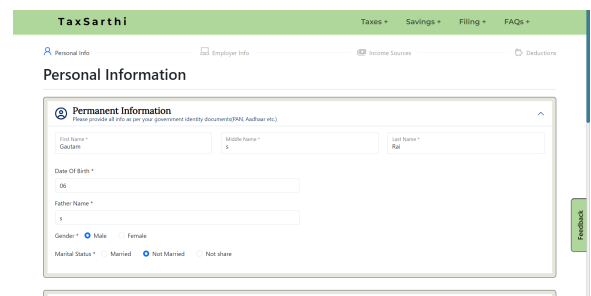 TaxSarthi
Taxes + Savings + Filing + FAQs +
Personal Info Employer Info Income Sources Deductions
Personal Information
Permanent Information
Please provide all info as per your government identity documents(PAN, Aadhaar etc.)
First Name * Middle Name * Last Name *
Gautam s Rai
Date Of Birth *
06
Father Name *
s
Gender * Male Female
Marital Status * Married Not Married Not share
Feedback